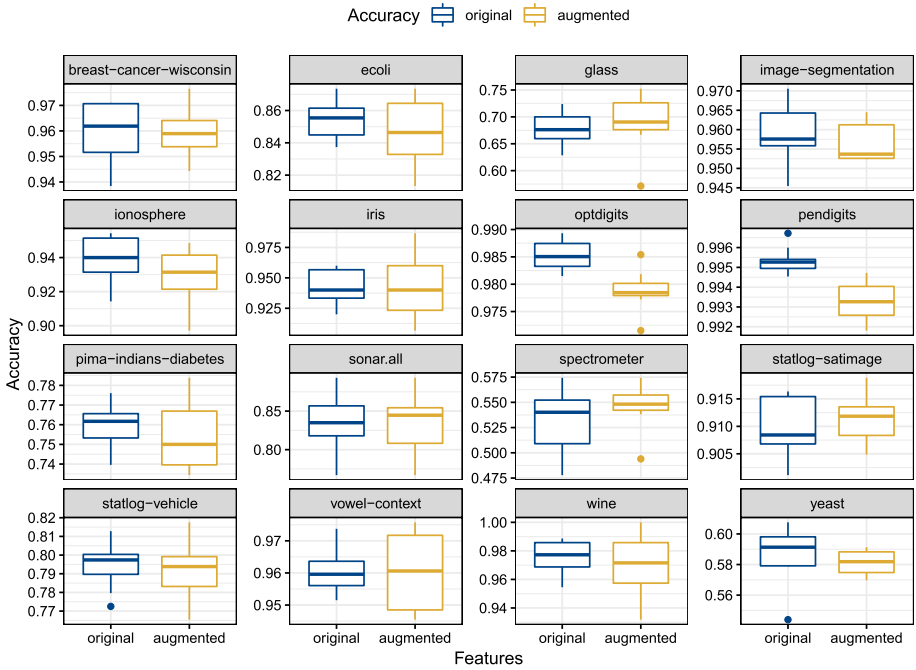 Accuracy original augmented
breast−cancer−wisconsin ecoli glass image−segmentation
0.97 0.96 0.95 0.94
0.86 0.84 0.82
0.75 0.70 0.65 0.60
0.970 0.965 0.960 0.955 0.950 0.945
ionosphere iris optdigits pendigits
0.94 0.92 0.90
0.975 0.950 0.925
0.990 0.985 0.980 0.975
0.996 0.995 0.994 0.993 0.992
pima−indians−diabetes sonar.all spectrometer statlog−satimage
0.78 0.77 0.76 0.75 0.74
0.85 0.80
0.575 0.550 0.525 0.500 0.475
0.915 0.910 0.905
statlog−vehicle vowel−context wine yeast
0.82 0.81 0.80 0.79 0.78 0.77
0.97 0.96 0.95
1.00 0.98 0.96 0.94
0.60 0.58 0.56
original augmented original augmented original augmented original augmented
Accuracy
Features